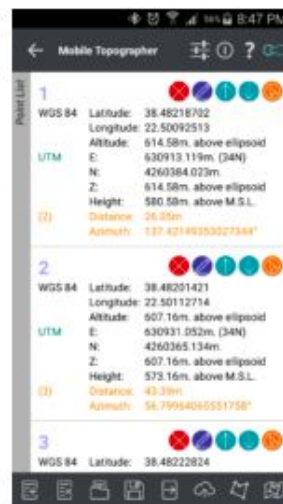 8:47 PM
Mobile Topographer
?
Point List
1
WGS 84 Latitude: 38.48218702
Longitude: 22.50092513
Altitude: 614.58m. above ellipsoid
UTM E: 630913.119m. (34N)
N: 4260384.023m.
Z: 614.58m. above ellipsoid
Height: 580.58m. above M.S.L.
(2) Distance: 26.05m
Azimuth: 137.42149350027344°
2
WGS 84 Latitude: 38.48201421
Longitude: 22.50112714
Altitude: 607.16m. above ellipsoid
UTM E: 630931.052m. (34N)
N: 4260365.134m.
Z: 607.16m. above ellipsoid
Height: 573.16m. above M.S.L.
(3) Distance: 43.39m
Azimuth: 56.79964065551758°
3
WGS 84 Latitude: 38.48222824